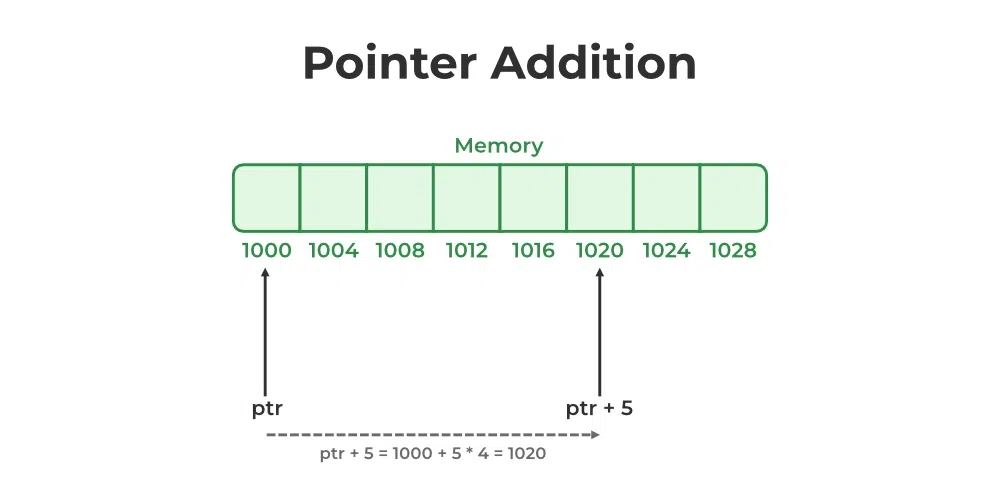 Pointer Addition
Memory
1000 1004 1008 1012 1016 1020 1024 1028
ptr ptr + 5
ptr + 5 = 1000 + 5 * 4 = 1020